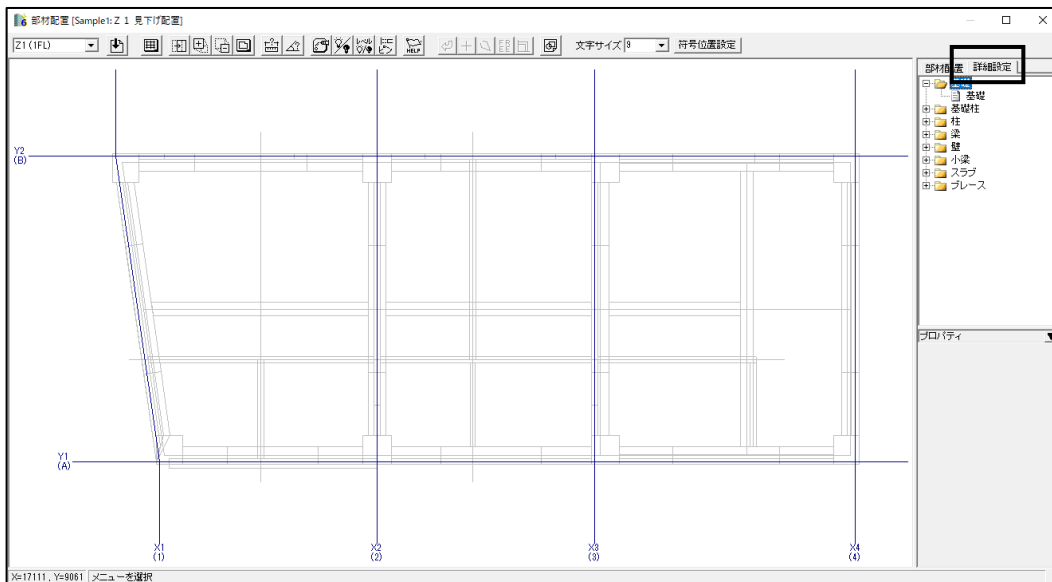 部材配置 [Sample1: Z 1 見下げ配置]
Z1 (1FL)
HELP
文字サイズ 9
符号位置設定
部材配置 詳細設定
基礎
基礎柱
柱
梁
壁
小梁
スラブ
ブレース
プロパティ
Y2
(B)
Y1
(A)
X1
(1)
X2
(2)
X3
(3)
X4
(4)
X=17111 , Y=9061 メニューを選択